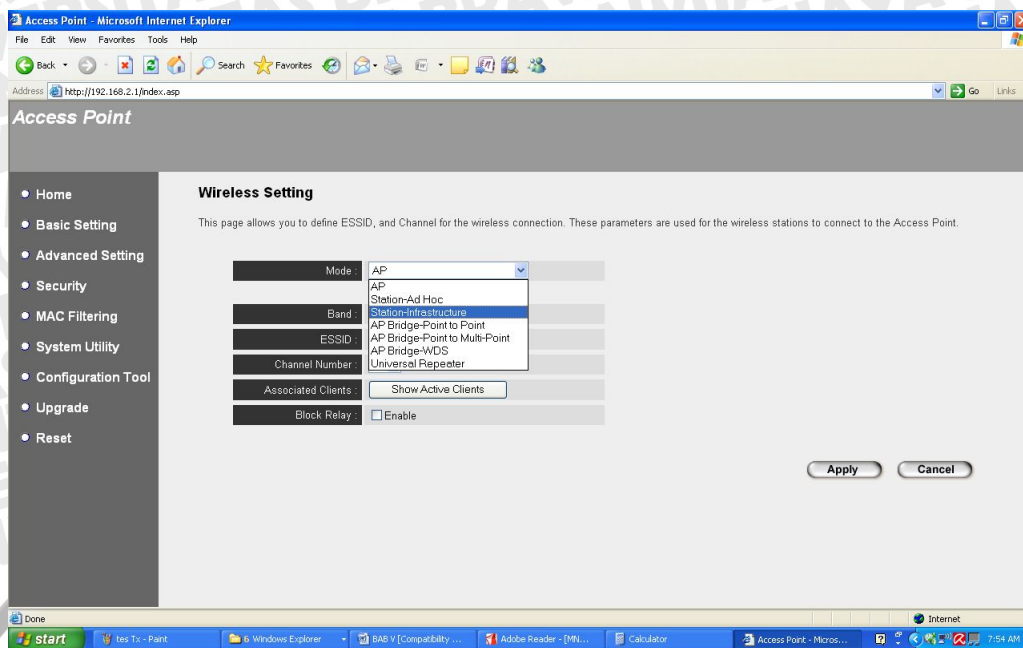 Access Point - Microsoft Internet Explorer
File Edit View Favorites Tools Help
Back Search Favorites
Address http://192.168.2.1/index.asp Go Links
Access Point
Home
Basic Setting
Advanced Setting
Security
MAC Filtering
System Utility
Configuration Tool
Upgrade
Reset
Wireless Setting
This page allows you to define ESSID, and Channel for the wireless connection. These parameters are used for the wireless stations to connect to the Access Point.
Mode : AP
AP
Station-Ad Hoc
Station-Infrastructure
AP Bridge-Point to Point
AP Bridge-Point to Multi-Point
AP Bridge-WDS
Universal Repeater
Band :
ESSID :
Channel Number :
Associated Clients : Show Active Clients
Block Relay : Enable
Apply Cancel
Done Internet
start tes Tx - Paint 6 Windows Explorer BAB V [Compatibility ... Adobe Reader - [MN... Calculator Access Point - Micros... 7:54 AM